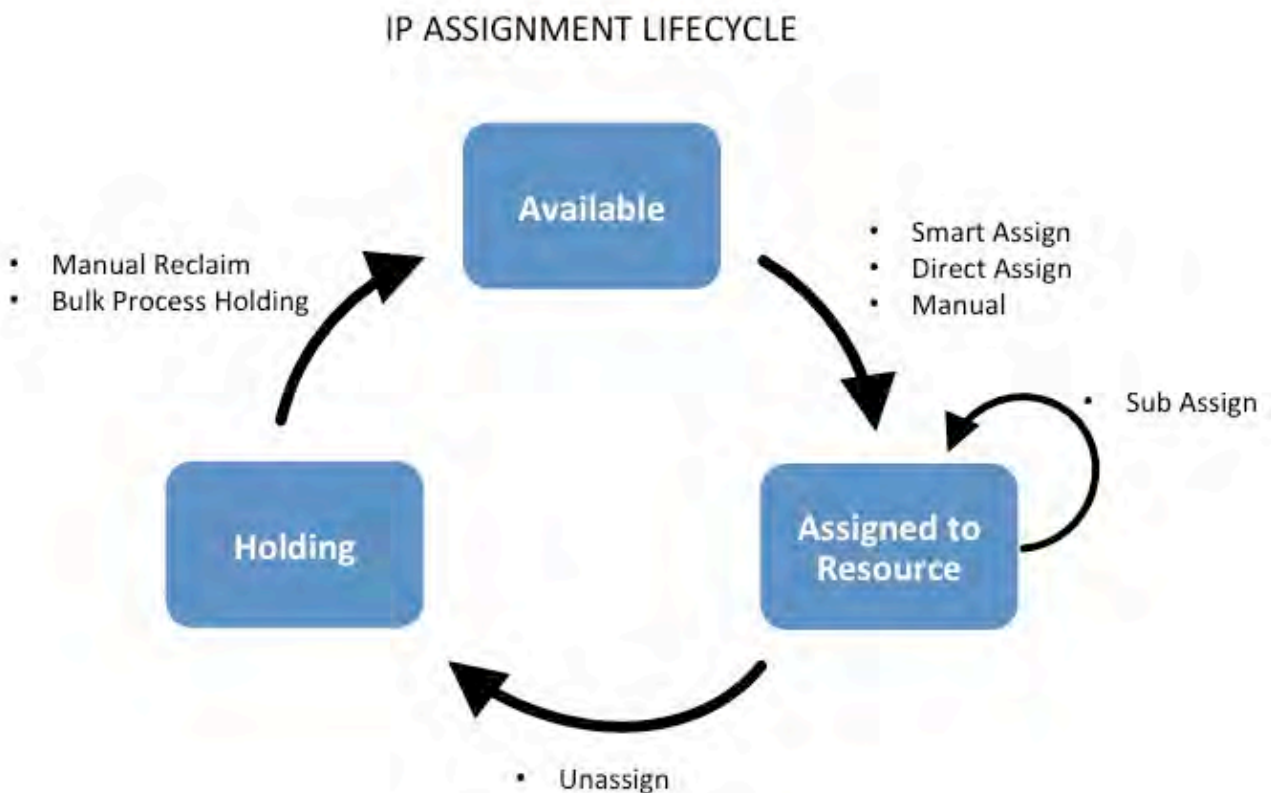 IP ASSIGNMENT LIFECYCLE
Available
• Smart Assign
• Direct Assign
• Manual
• Manual Reclaim
• Bulk Process Holding
• Sub Assign
Assigned to
Resource
Holding
• Unassign